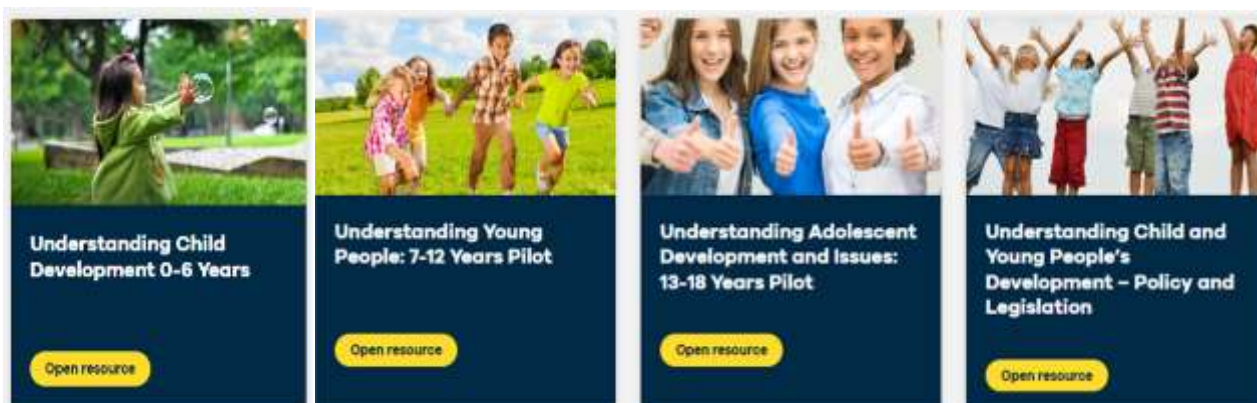 Understanding Child
Development 0-6 Years
Open resource
Understanding Young
People: 7-12 Years Pilot
Open resource
Understanding Adolescent
Development and Issues:
13-18 Years Pilot
Open resource
Understanding Child and
Young People's
Development – Policy and
Legislation
Open resource